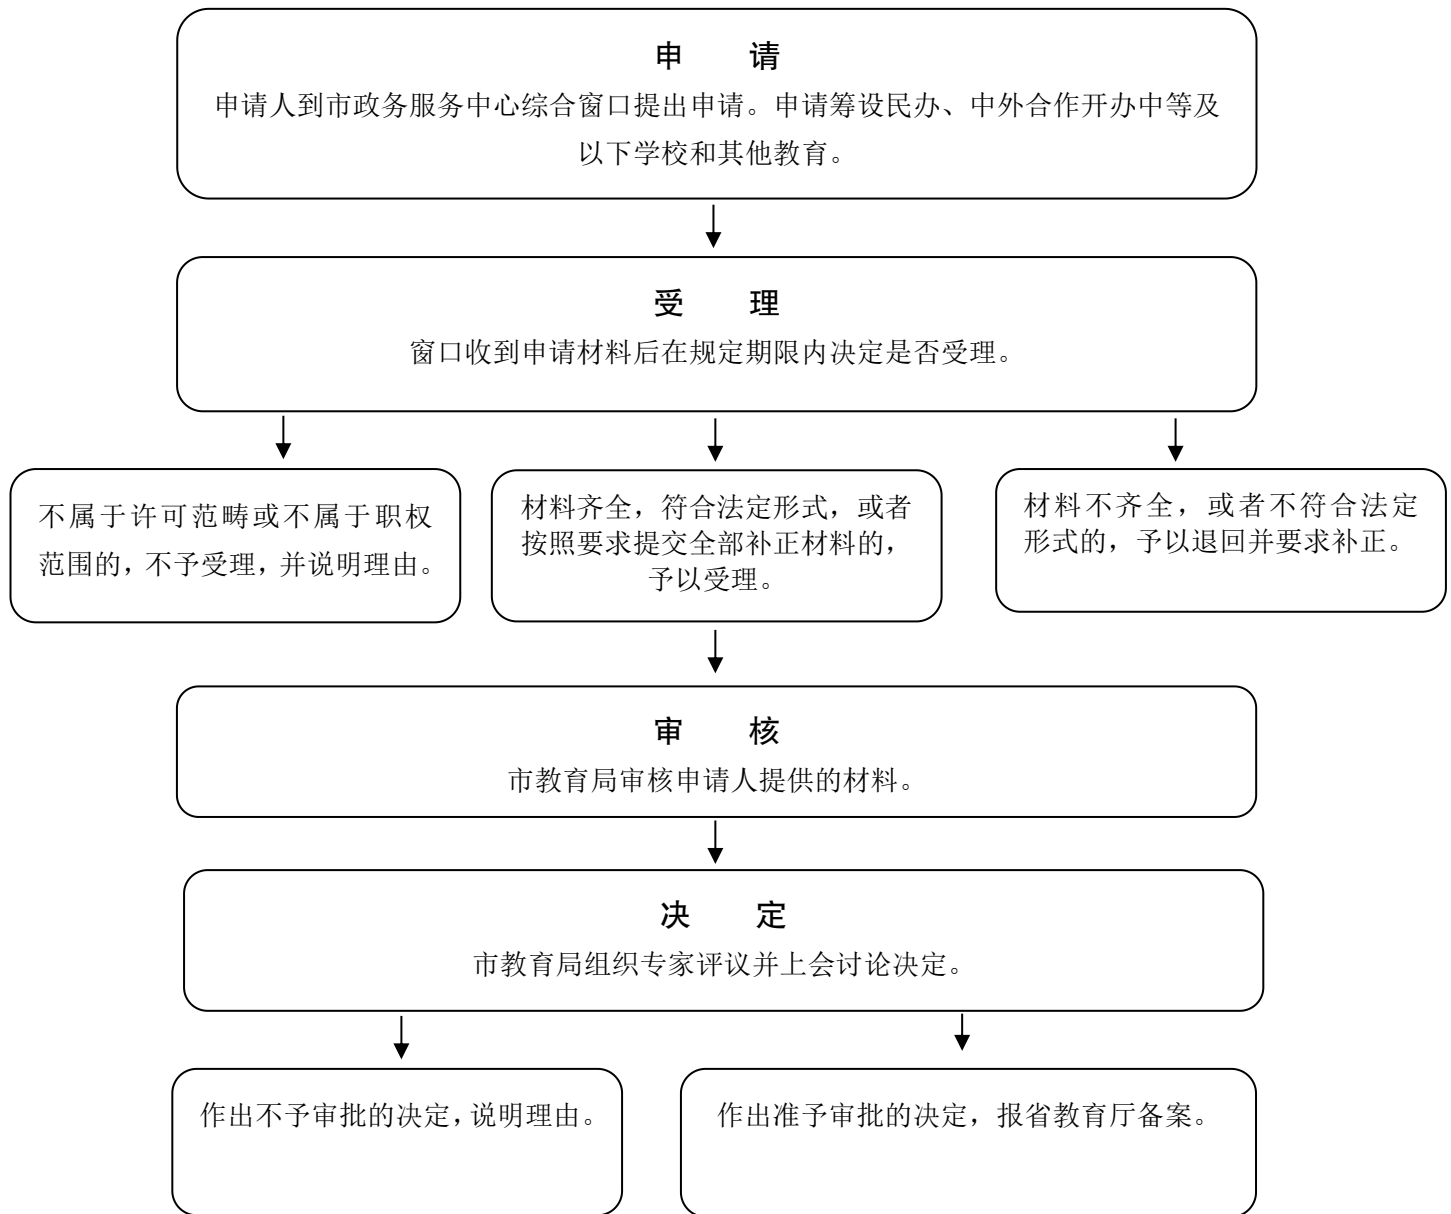 申 请
申请人到市政务服务中心综合窗口提出申请。申请筹设民办、中外合作开办中等及
以下学校和其他教育。
受 理
窗口收到申请材料后在规定期限内决定是否受理。
不属于许可范畴或不属于职权
范围的，不予受理，并说明理由。
材料齐全，符合法定形式，或者
按照要求提交全部补正材料的，
予以受理。
材料不齐全，或者不符合法定
形式的，予以退回并要求补正。
审 核
市教育局审核申请人提供的材料。
决 定
市教育局组织专家评议并上会讨论决定。
作出不予审批的决定，说明理由。
作出准予审批的决定，报省教育厅备案。